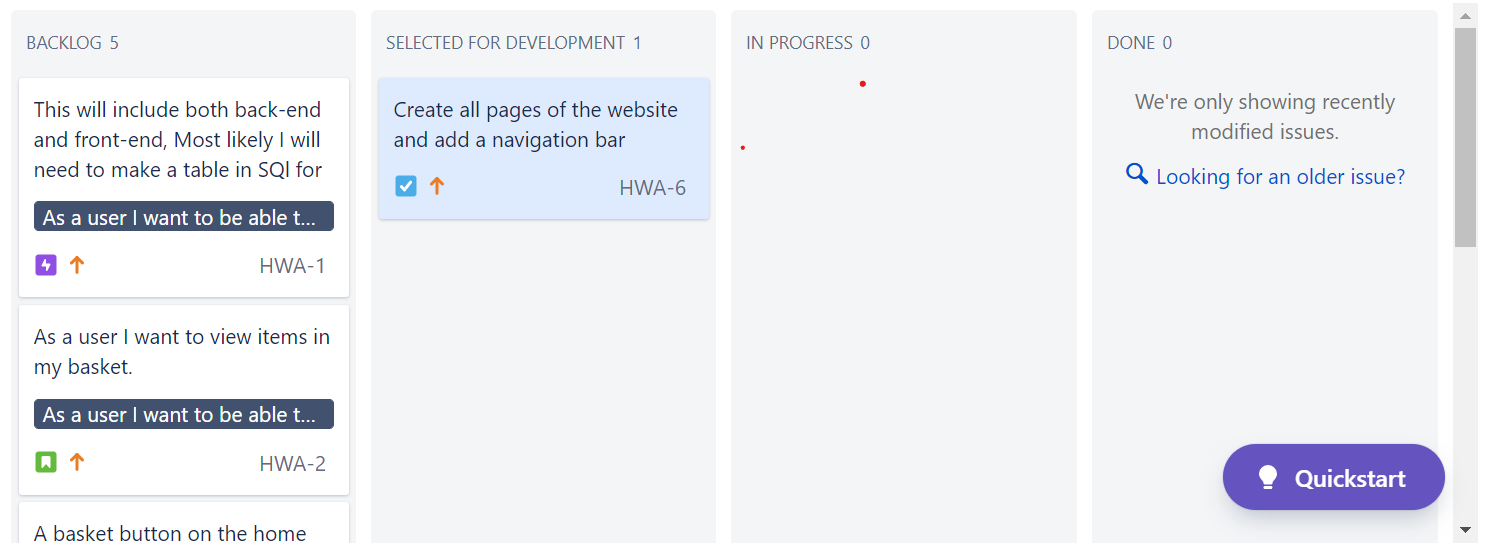 BACKLOG 5
This will include both back-end
and front-end, Most likely I will
need to make a table in SQl for
As a user I want to be able t...
HWA-1
As a user I want to view items in
my basket.
As a user I want to be able t...
HWA-2
A basket button on the home
SELECTED FOR DEVELOPMENT 1
Create all pages of the website
and add a navigation bar
HWA-6
IN PROGRESS 0
DONE 0
We're only showing recently
modified issues.
Looking for an older issue?
Quickstart